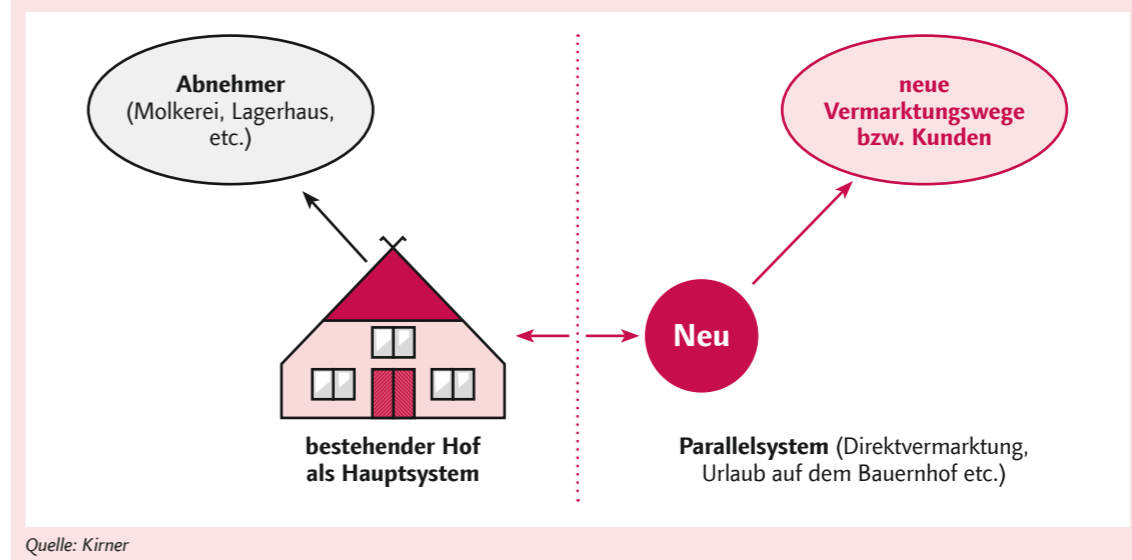 Abnehmer
(Molkerei, Lagerhaus,
etc.)
neue
Vermarktungswege
bzw. Kunden
Neu
bestehender Hof
als Hauptsystem
Parallelsystem (Direktvermarktung,
Urlaub auf dem Bauernhof etc.)
Quelle: Kirner